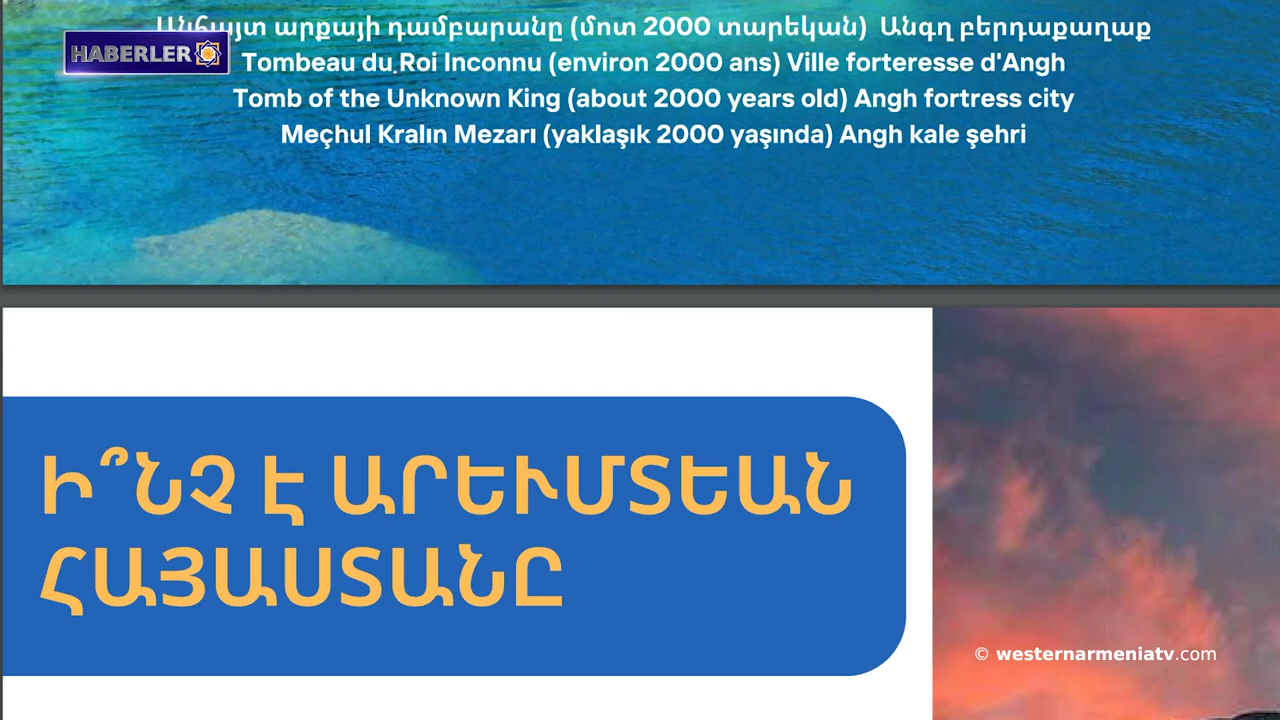 Անհայտ արքայի դամբարանը (մոտ 2000 տարեկան) Անգղ բերդաքաղաք
HABERLER
Tombeau du Roi Inconnu (environ 2000 ans) Ville forteresse d'Angh
Tomb of the Unknown King (about 2000 years old) Angh fortress city
Meçhul Kralın Mezarı (yaklaşık 2000 yaşında) Angh kale şehri
Ի՞ՆՉ Է ԱՐԵՒՄՏԵԱՆ
ՀԱՅԱՍՏԱՆԸ
© westernarmeniatv.com